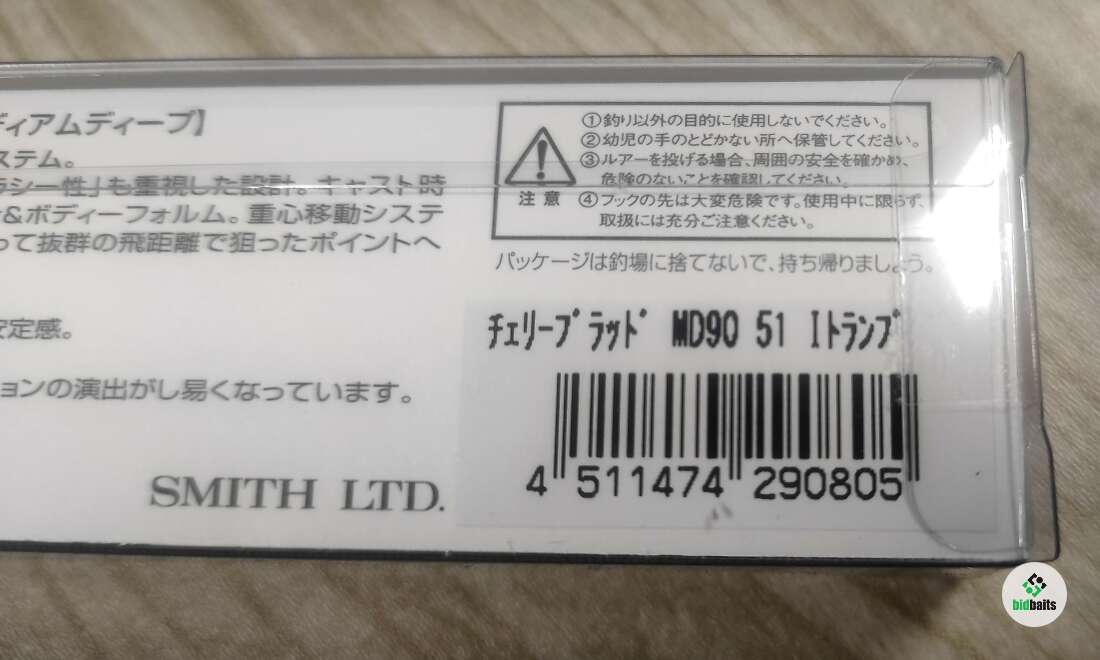 ディアムディープ】
ステム。
ラシー性」も重視した設計。キャスト時
&ボディーフォルム。重心移動システ
って抜群の飛距離で狙ったポイントへ
安定感。
ョンの演出がし易くなっています。
SMITH LTD.
注意
①釣り以外の目的に使用しないでください。
②幼児の手のとどかない所へ保管してください。
③ルアーを投げる場合、周囲の安全を確かめ、
危険のないことを確認してください。
④フックの先は大変危険です。使用中に限らず、
取扱には充分ご注意ください。
パッケージは釣場に捨てないで、持ち帰りましょう。
チェリーブラッド MD90 51 Iトランプ
4 511474 290805
bidbaits